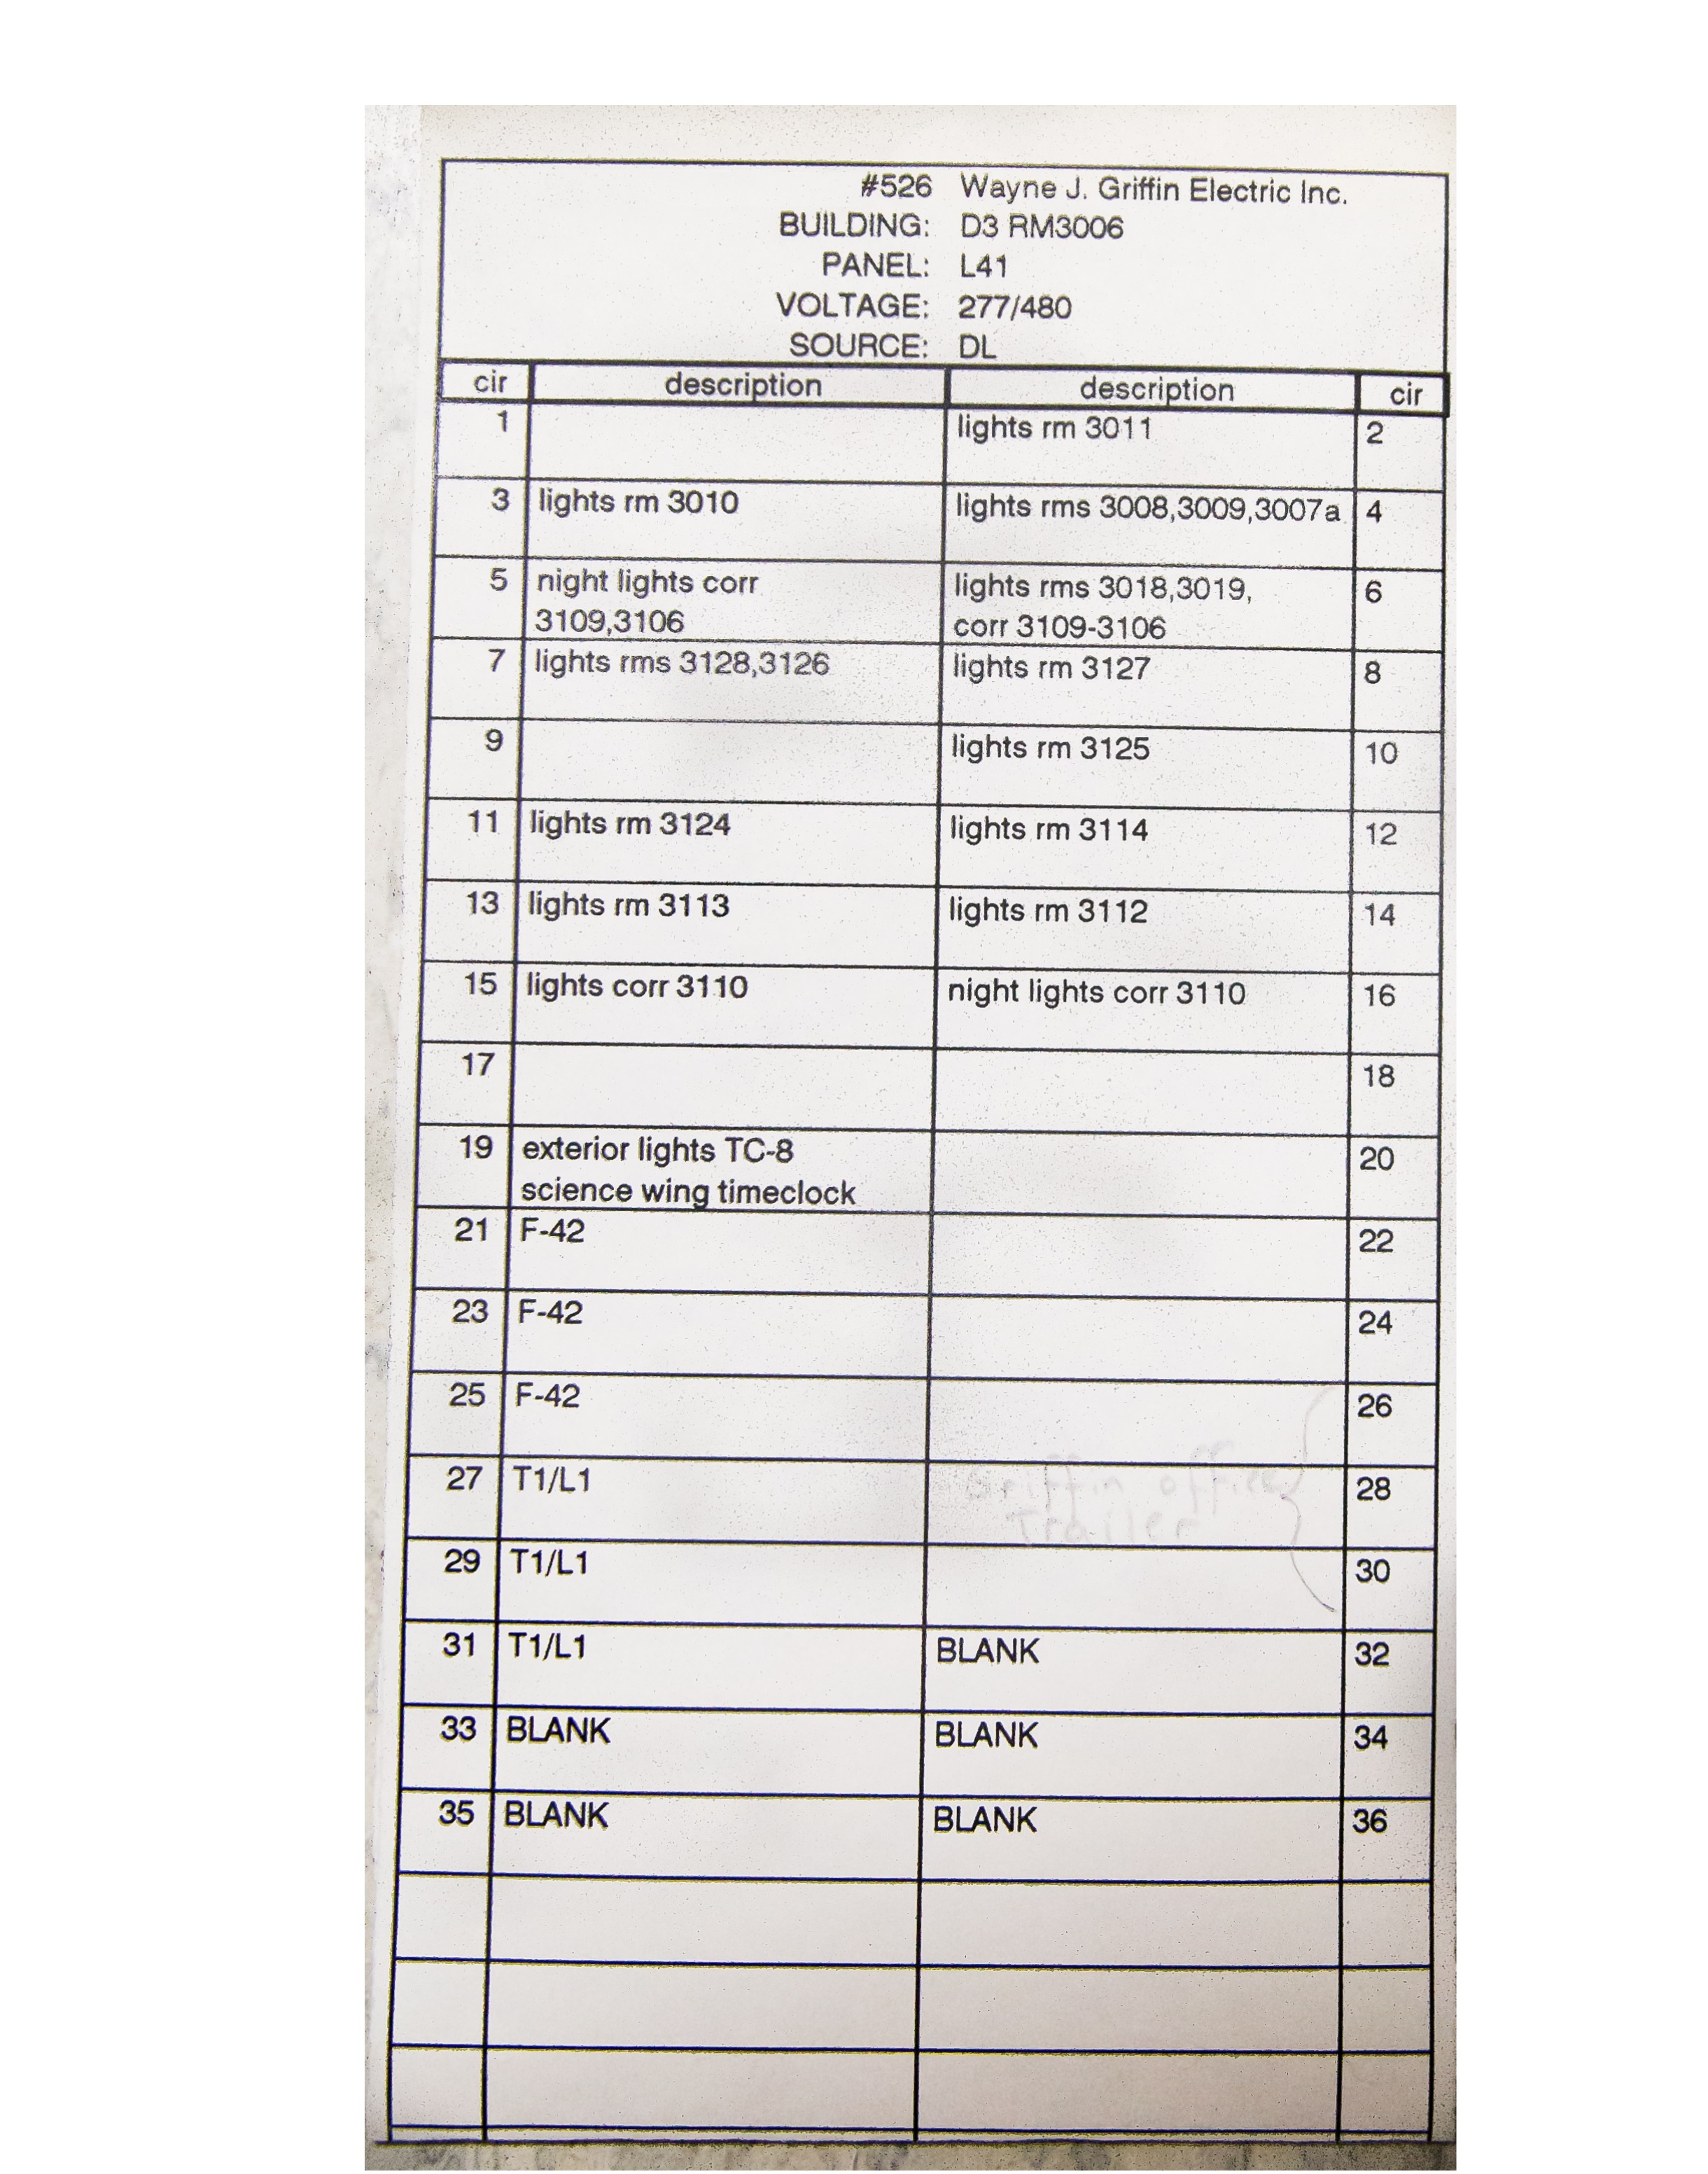 #526 Wayne J. Griffin Electric Inc.
BUILDING: D3 RM3006
PANEL: L41
VOLTAGE: 277/480
SOURCE: DL
cir description description cir
1 lights rm 3011 2
3 lights rm 3010 lights rms 3008,3009,3007a 4
5 night lights corr lights rms 3018,3019, 6
3109,3106 corr 3109-3106
7 lights rms 3128,3126 lights rm 3127 8
9 lights rm 3125 10
11 lights rm 3124 lights rm 3114 12
13 lights rm 3113 lights rm 3112 14
15 lights corr 3110 night lights corr 3110 16
17 18
19 exterior lights TC-8 20
science wing timeclock
21 F-42 22
23 F-42 24
25 F-42 26
27 T1/L1 Griffin office 28
Trailer
29 T1/L1 30
31 T1/L1 BLANK 32
33 BLANK BLANK 34
35 BLANK BLANK 36